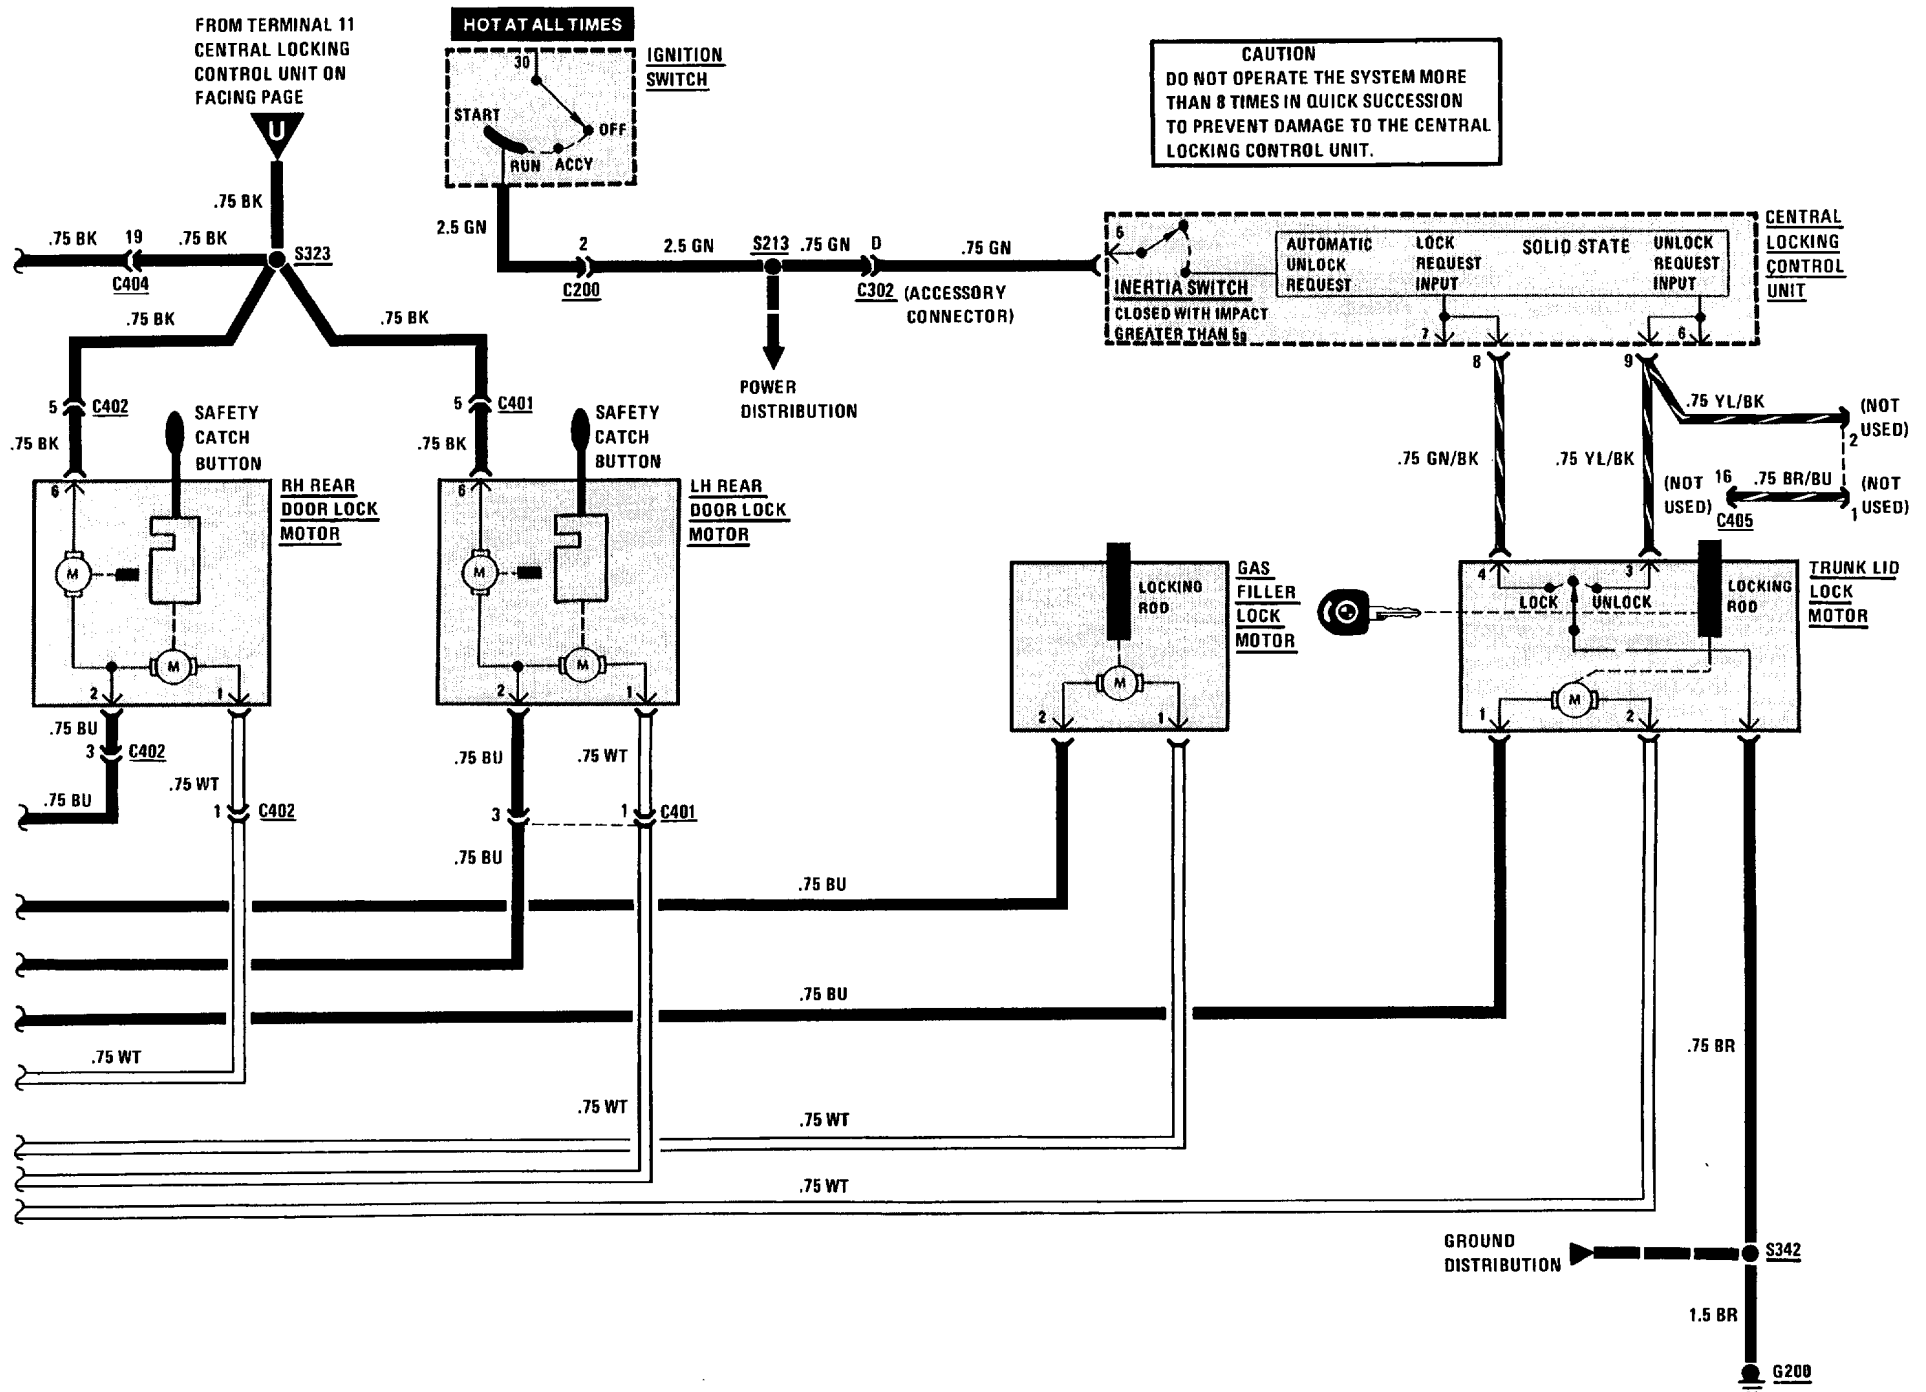 FROM TERMINAL 11
CENTRAL LOCKING
CONTROL UNIT ON
FACING PAGE
U
.75 BK
HOT AT ALL TIMES
30
START
OFF
RUN
ACCY
IGNITION
SWITCH
CAUTION
DO NOT OPERATE THE SYSTEM MORE
THAN 8 TIMES IN QUICK SUCCESSION
TO PREVENT DAMAGE TO THE CENTRAL
LOCKING CONTROL UNIT.
.75 BK
19
.75 BK
S323
C404
.75 BK
.75 BK
2.5 GN
2
C200
2.5 GN
S213
.75 GN
D
C302
(ACCESSORY
CONNECTOR)
.75 GN
POWER
DISTRIBUTION
5
INERTIA SWITCH
CLOSED WITH IMPACT
GREATER THAN 5g
AUTOMATIC
UNLOCK
REQUEST
LOCK
REQUEST
INPUT
SOLID STATE
UNLOCK
REQUEST
INPUT
7
6
CENTRAL
LOCKING
CONTROL
UNIT
8
9
.75 GN/BK
.75 YL/BK
.75 YL/BK
(NOT
USED)
2
(NOT
USED)
16
C405
.75 BR/BU
(NOT
USED)
1
5
C402
.75 BK
SAFETY
CATCH
BUTTON
6
M
M
2
1
RH REAR
DOOR LOCK
MOTOR
5
C401
.75 BK
SAFETY
CATCH
BUTTON
6
M
M
2
1
LH REAR
DOOR LOCK
MOTOR
LOCKING
ROD
M
2
1
GAS
FILLER
LOCK
MOTOR
4
3
LOCK
UNLOCK
LOCKING
ROD
M
1
2
TRUNK LID
LOCK
MOTOR
.75 BU
3
C402
.75 BU
.75 WT
1
C402
.75 BU
3
.75 WT
1
C401
.75 BU
.75 BU
.75 BU
.75 WT
.75 WT
.75 WT
.75 WT
.75 BR
GROUND
DISTRIBUTION
S342
1.5 BR
G200